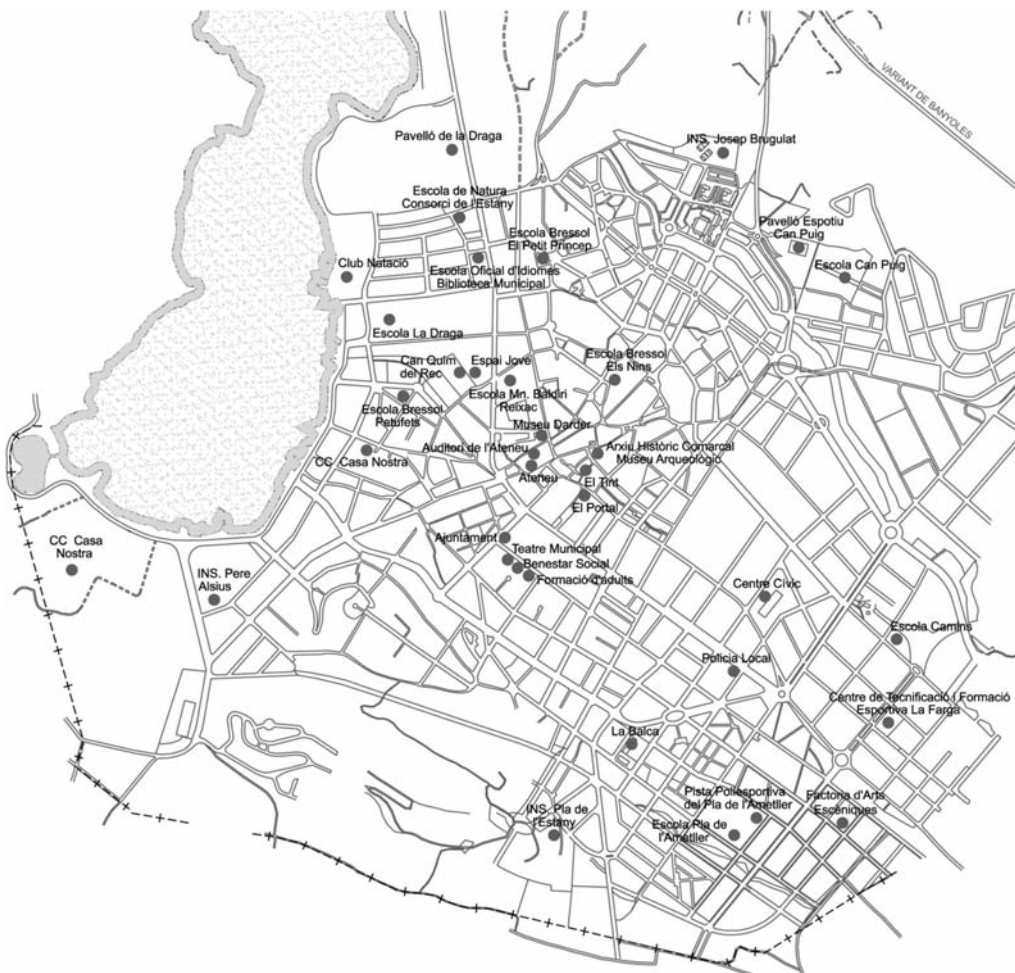 VARIANT DE BANYOLES
Pavelló de la Draga
INS. Josep Brugulat
Escola de Natura
Consorci de l'Estany
Escola Bressol
El Petit Príncep
Pavelló Espotiu
Can Puig
Club Natació
Escola Oficial d'Idiomes
Biblioteca Municipal
Escola Can Puig
Escola La Draga
Can Quim
del Rec
Espai Jove
Escola Bressol
Els Nins
Escola Mn. Baldiri
Reixac
Escola Bressol
Patufets
Museu Darder
Auditori de l'Ateneu
Arxiu Històric Comarcal
Museu Arqueològic
CC Casa Nostra
Ateneu
El Tint
El Portal
Ajuntament
Teatre Municipal
Benestar Social
Formació d'adults
CC Casa
Nostra
INS. Pere
Alsius
Centre Cívic
Escola Camins
Policia Local
Centre de Tecnificació I Formació
Esportiva La Farga
La Balca
Pista Poliesportiva
del Pla de l'Ametller
Factoria d'Arts
Escèniques
INS. Pla de
l'Estany
Escola Pla de
l'Ametller